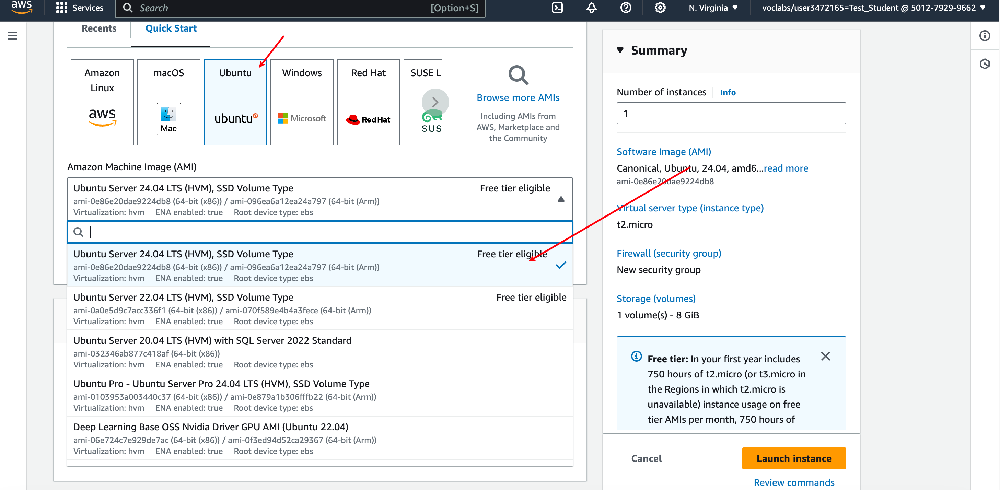 aws
Services
Search
[Option+S]
N. Virginia
voclabs/user3472165=Test_Student @ 5012-7929-9662
Recents
Quick Start
Amazon
Linux
aws
macOS
Mac
Ubuntu
ubuntu
Windows
Microsoft
Red Hat
Red Hat
SUSE Li
SUS
Browse more AMIs
Including AMIs from
AWS, Marketplace and
the Community
Amazon Machine Image (AMI)
Ubuntu Server 24.04 LTS (HVM), SSD Volume Type
Free tier eligible
ami-0e86e20dae9224db8 (64-bit (x86)) / ami-096ea6a12ea24a797 (64-bit (Arm))
Virtualization: hvm ENA enabled: true Root device type: ebs
Ubuntu Server 24.04 LTS (HVM), SSD Volume Type
Free tier eligible
ami-0e86e20dae9224db8 (64-bit (x86)) / ami-096ea6a12ea24a797 (64-bit (Arm))
Virtualization: hvm ENA enabled: true Root device type: ebs
Ubuntu Server 22.04 LTS (HVM), SSD Volume Type
Free tier eligible
ami-0a0e5d9c7acc336f1 (64-bit (x86)) / ami-070f589e4b4a3fece (64-bit (Arm))
Virtualization: hvm ENA enabled: true Root device type: ebs
Ubuntu Server 20.04 LTS (HVM) with SQL Server 2022 Standard
ami-032346ab877c418af (64-bit (x86))
Virtualization: hvm ENA enabled: true Root device type: ebs
Ubuntu Pro - Ubuntu Server Pro 24.04 LTS (HVM), SSD Volume Type
ami-0103953a003440c37 (64-bit (x86)) / ami-0e879a1b306fffb22 (64-bit (Arm))
Virtualization: hvm ENA enabled: true Root device type: ebs
Deep Learning Base OSS Nvidia Driver GPU AMI (Ubuntu 22.04)
ami-06e724c7e929de7ac (64-bit (x86)) / ami-0f3ed94d52ca29367 (64-bit (Arm))
Virtualization: hvm ENA enabled: true Root device type: ebs
Summary
Number of instances
Info
1
Software Image (AMI)
Canonical, Ubuntu, 24.04, amd6...read more
ami-0e86e20dae9224db8
Virtual server type (instance type)
t2.micro
Firewall (security group)
New security group
Storage (volumes)
1 volume(s) - 8 GiB
Free tier: In your first year includes
750 hours of t2.micro (or t3.micro in
the Regions in which t2.micro is
unavailable) instance usage on free
tier AMIs per month, 750 hours of
Cancel
Launch instance
Review commands